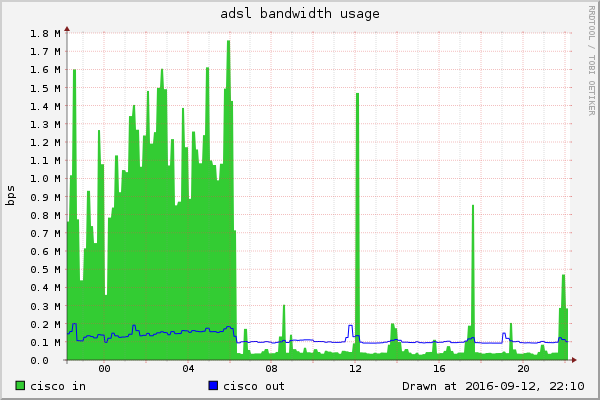 adsl bandwidth usage
RRDTOOL / TOBI OETIKER
bps
1.8 M
1.7 M
1.6 M
1.5 M
1.4 M
1.3 M
1.2 M
1.1 M
1.0 M
0.9 M
0.8 M
0.7 M
0.6 M
0.5 M
0.4 M
0.3 M
0.2 M
0.1 M
0.0
00 04 08 12 16 20
cisco in cisco out Drawn at 2016-09-12, 22:10